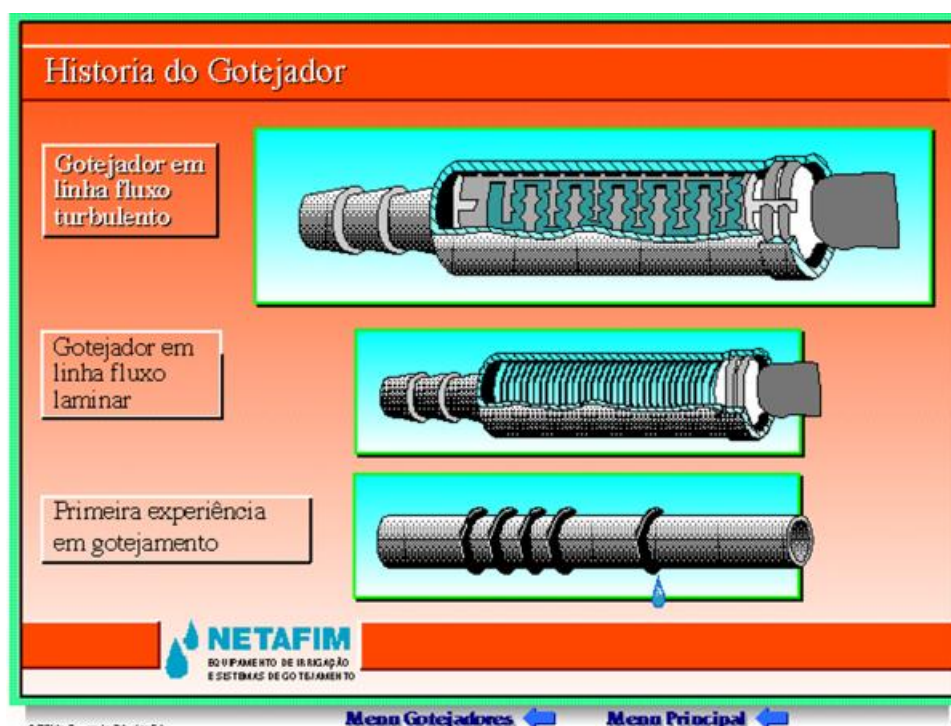 Historia do Gotejador
Gotejador em
linha fluxo
turbulento
Gotejador em
linha fluxo
laminar
Primeira experiência
em gotejamento
NETAFIM
EQUIPAMENTO DE IRRIGAÇÃO
E SISTEMAS DE GOTEJAMENTO
Menu Gotejadores
Menu Principal